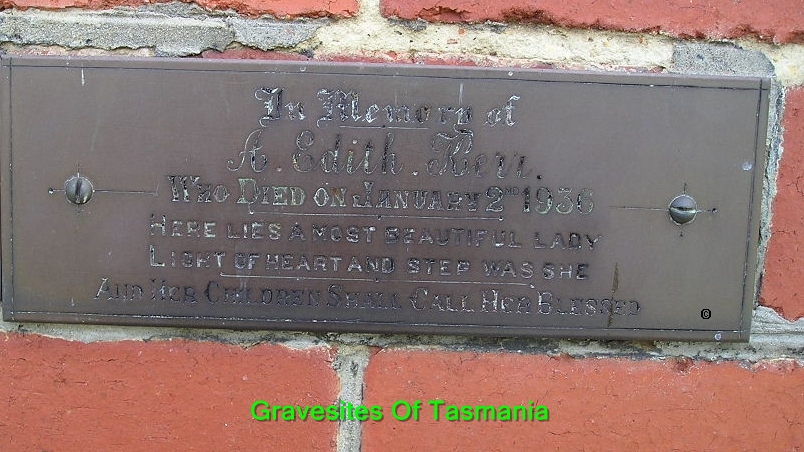 In Memory of
A. Edith Kerr.
WHO DIED ON JANUARY 2ND 1936
HERE LIES A MOST BEAUTIFUL LADY
LIGHT OF HEART AND STEP WAS SHE
AND HER CHILDREN SHALL CALL HER BLESSED
©
Gravesites Of Tasmania